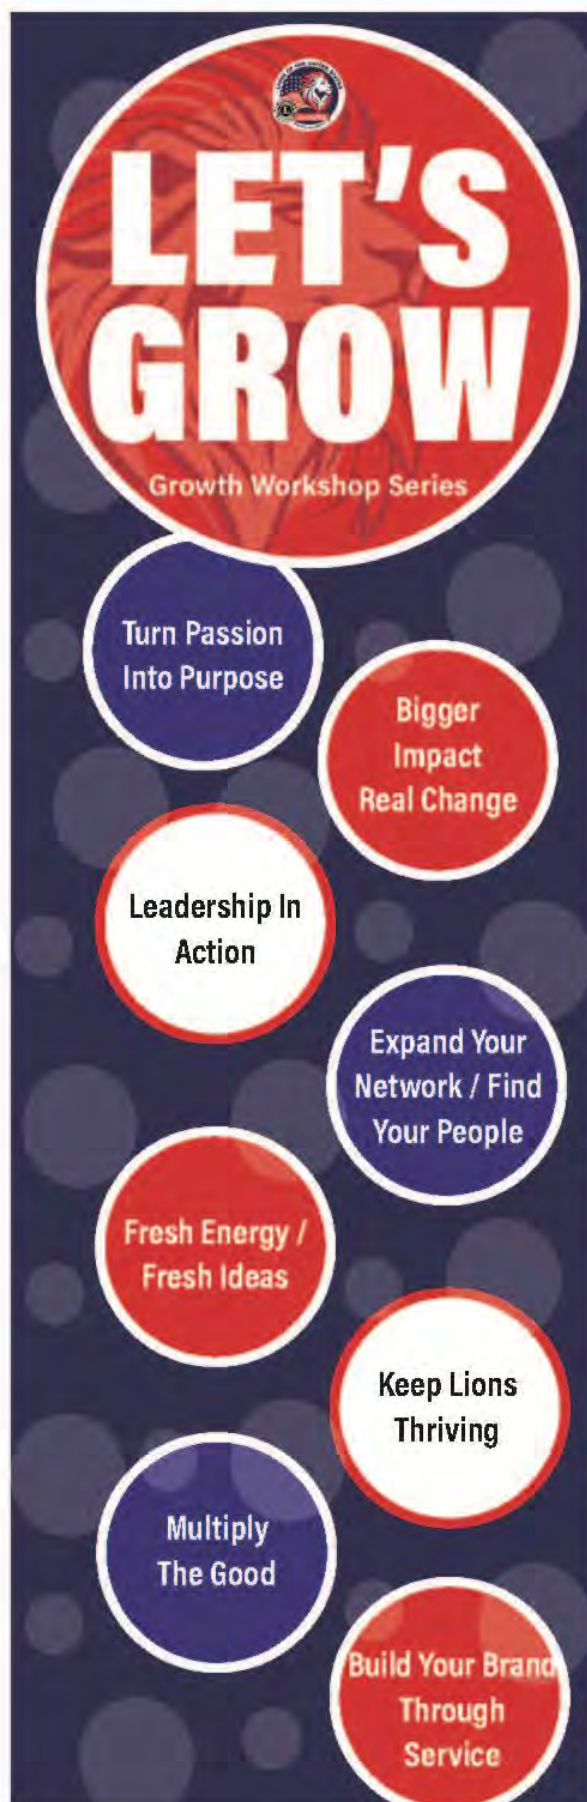 LET'S
GROW
Growth Workshop Series
Turn Passion
Into Purpose
Bigger
Impact
Real Change
Leadership In
Action
Expand Your
Network / Find
Your People
Fresh Energy /
Fresh Ideas
Keep Lions
Thriving
Multiply
The Good
Build Your Brand
Through
Service